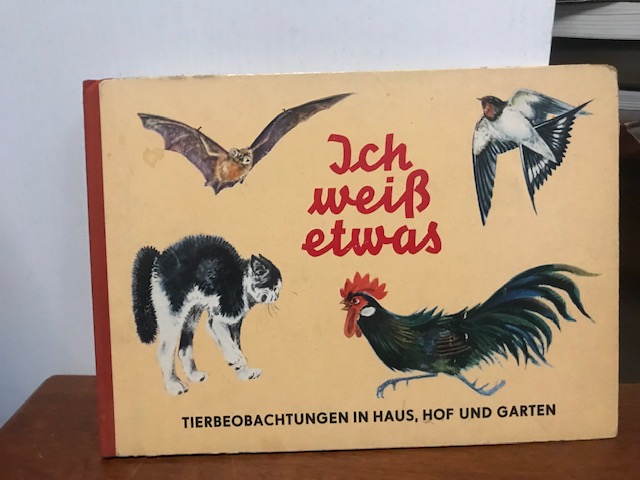 Ich
weiß
etwas
TIERBEOBACHTUNGEN IN HAUS, HOF UND GARTEN